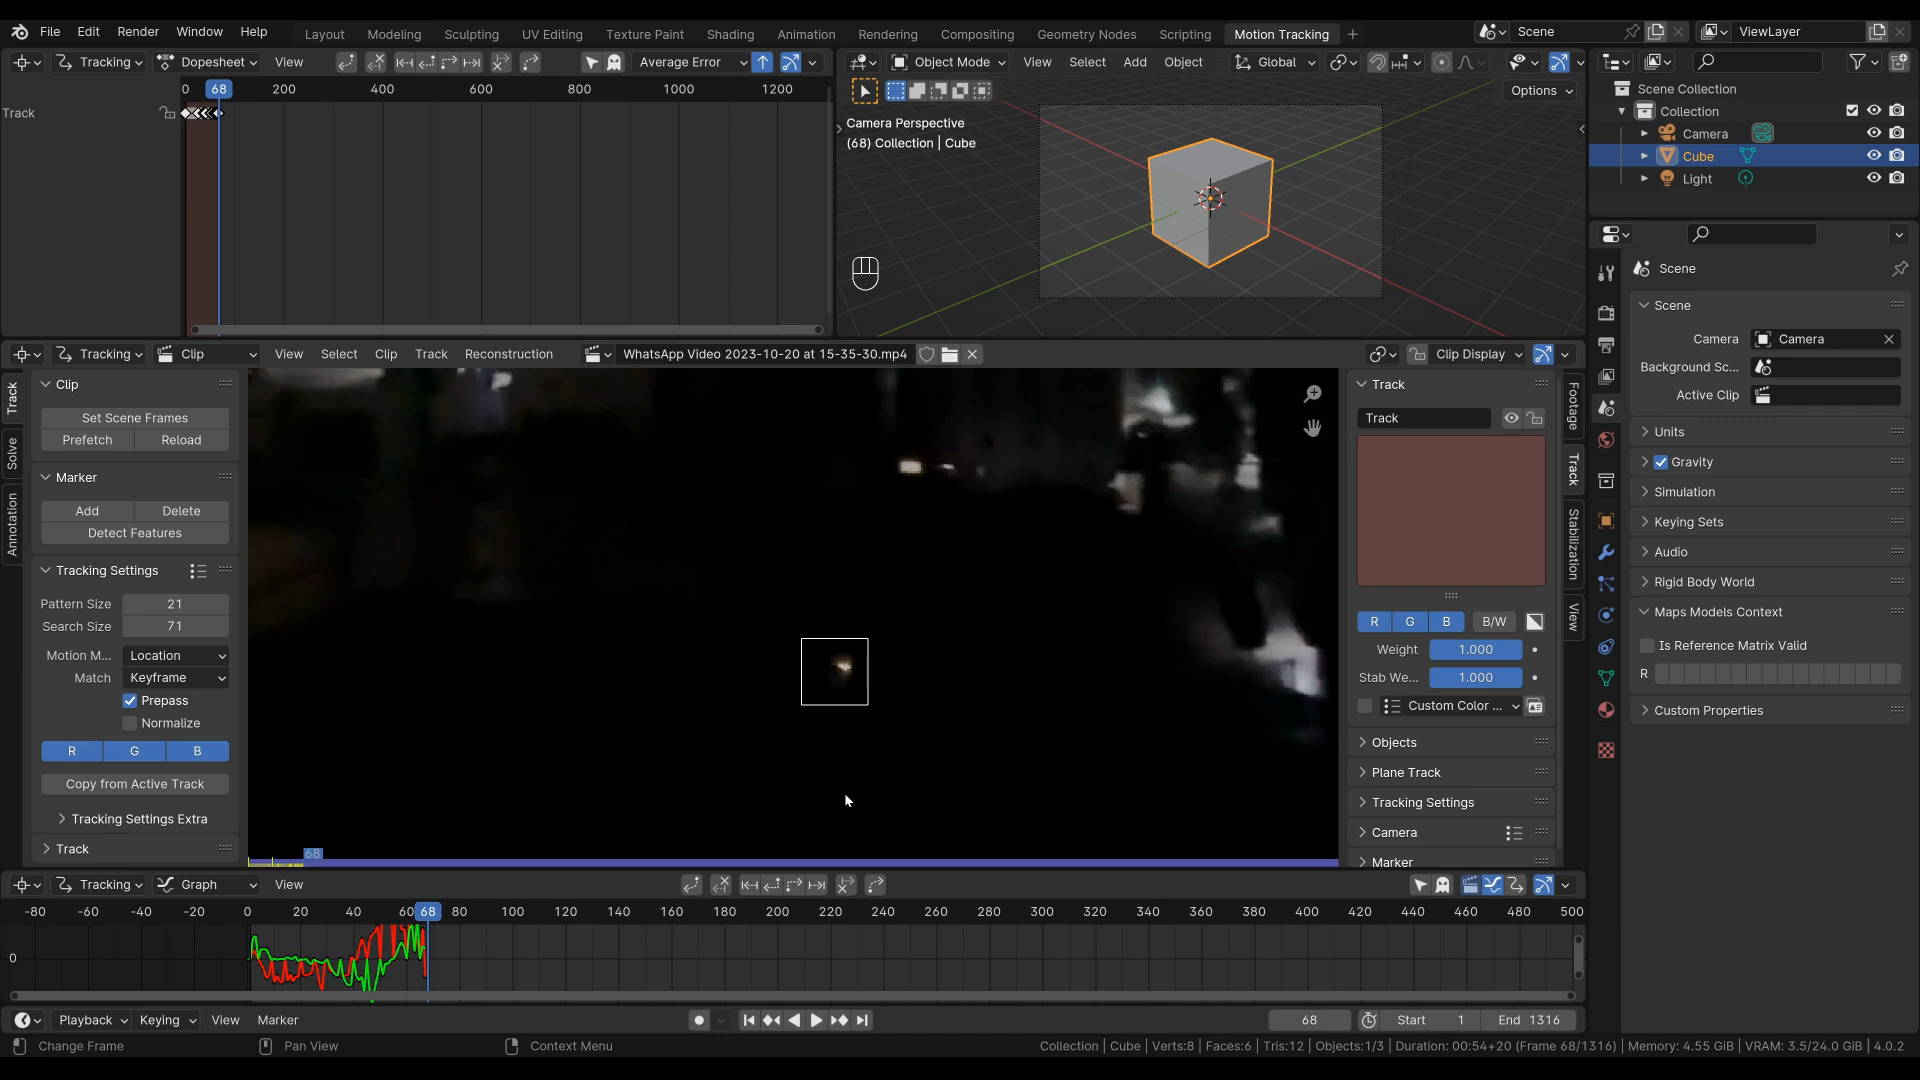 File Edit Render Window Help Layout Modeling Sculpting UV Editing Texture Paint Shading Animation Rendering Compositing Geometry Nodes Scripting Motion Tracking + Scene ViewLayer
Tracking Dopesheet View Average Error Object Mode View Select Add Object Global
0 68 200 400 600 800 1000 1200 Options
Track
Camera Perspective
(68) Collection | Cube
Scene Collection
Collection
Camera
Cube
Light
Scene
Scene
Camera Camera
Background Sc...
Active Clip
Units
Gravity
Simulation
Keying Sets
Audio
Rigid Body World
Maps Models Context
Is Reference Matrix Valid
R
Custom Properties
Tracking Clip View Select Clip Track Reconstruction WhatsApp Video 2023-10-20 at 15-35-30.mp4 Clip Display
Track
Solve
Annotation
Clip
Set Scene Frames
Prefetch Reload
Marker
Add Delete
Detect Features
Tracking Settings
Pattern Size 21
Search Size 71
Motion M... Location
Match Keyframe
Prepass
Normalize
R G B
Copy from Active Track
Tracking Settings Extra
Track
68
Track
Track
R G B B/W
Weight 1.000
Stab We... 1.000
Custom Color ...
Objects
Plane Track
Tracking Settings
Camera
Marker
Footage
Track
Stabilization
View
Tracking Graph View
-80 -60 -40 -20 0 20 40 60 68 80 100 120 140 160 180 200 220 240 260 280 300 320 340 360 380 400 420 440 460 480 500
0
Playback Keying View Marker 68 Start 1 End 1316
Change Frame Pan View Context Menu Collection | Cube | Verts:8 | Faces:6 | Tris:12 | Objects:1/3 | Duration: 00:54+20 (Frame 68/1316) | Memory: 4.55 GiB | VRAM: 3.5/24.0 GiB | 4.0.2